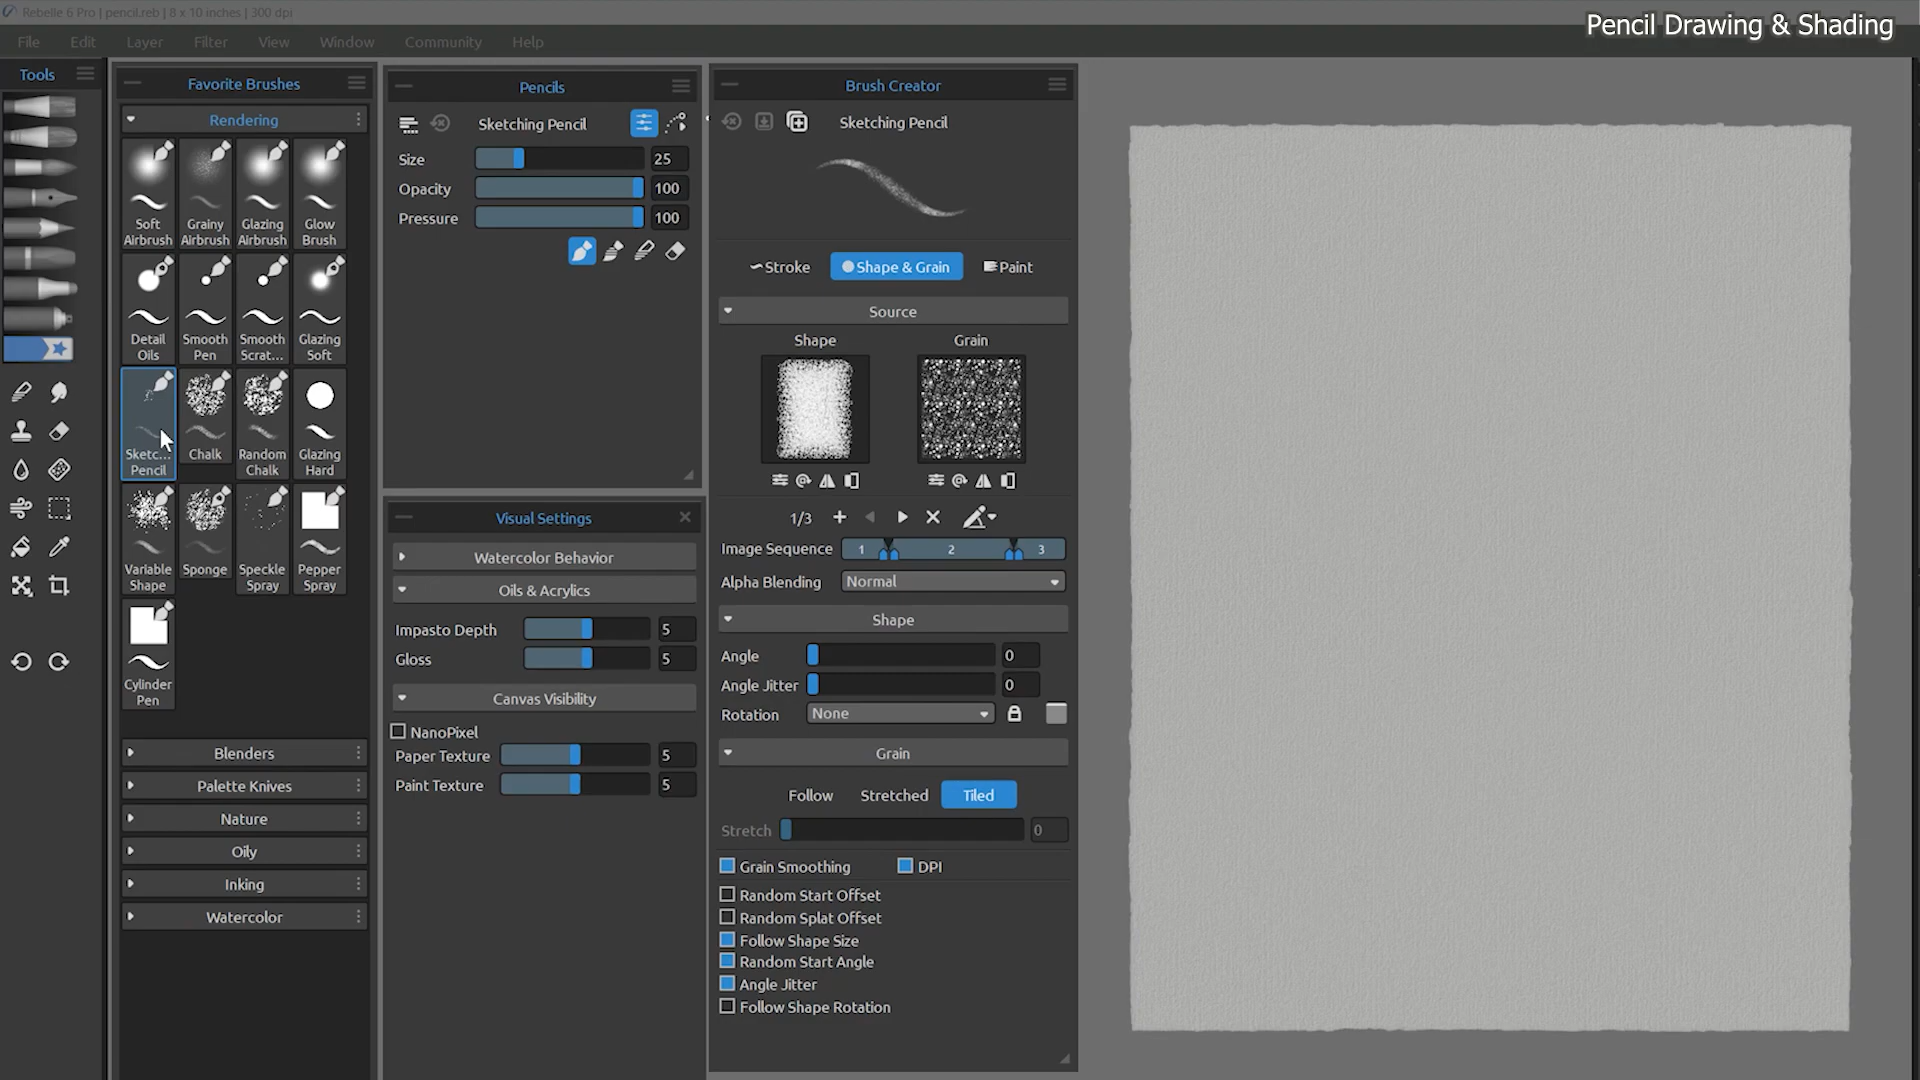 Rebelle 6 Pro | pencil.reb | 8 x 10 inches | 300 dpi
Pencil Drawing & Shading
File Edit Layer Filter View Window Community Help
Tools
Favorite Brushes
Rendering
Soft Airbrush
Grainy Airbrush
Glazing Airbrush
Glow Brush
Detail Oils
Smooth Pen
Smooth Scrat...
Glazing Soft
Sketc... Pencil
Chalk
Random Chalk
Glazing Hard
Variable Shape
Sponge
Speckle Spray
Pepper Spray
Cylinder Pen
Blenders
Palette Knives
Nature
Oily
Inking
Watercolor
Pencils
Sketching Pencil
Size 25
Opacity 100
Pressure 100
Visual Settings
Watercolor Behavior
Oils & Acrylics
Impasto Depth 5
Gloss 5
Canvas Visibility
NanoPixel
Paper Texture 5
Paint Texture 5
Brush Creator
Sketching Pencil
Stroke Shape & Grain Paint
Source
Shape Grain
1/3
Image Sequence 1 2 3
Alpha Blending Normal
Shape
Angle 0
Angle Jitter 0
Rotation None
Grain
Follow Stretched Tiled
Stretch 0
Grain Smoothing DPI
Random Start Offset
Random Splat Offset
Follow Shape Size
Random Start Angle
Angle Jitter
Follow Shape Rotation